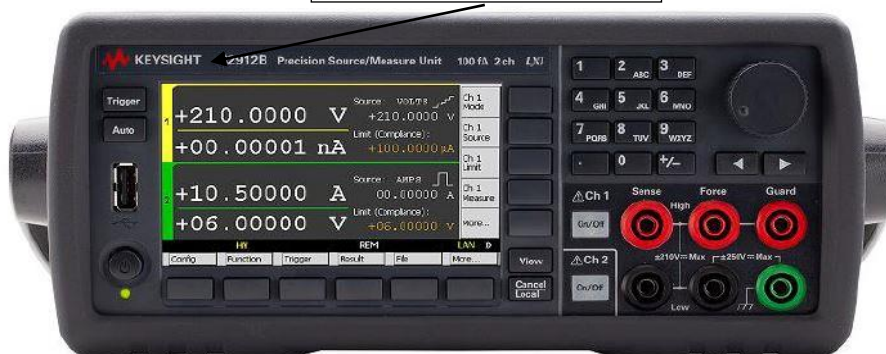 KEYSIGHT 2912B Precision Source/Measure Unit 100 fA 2ch LXI
Trigger
Auto
1 +210.0000 V
Source: VOLTS
+210.0000 V
+00.00001 nA
Limit (Compliance):
+100.0000 µA
2 +10.50000 A
Source: AMPS
00.00000 A
+06.00000 V
Limit (Compliance):
+06.00000 V
Ch 1 Mode
Ch 1 Source
Ch 1 Limit
Ch 1 Measure
More...
HV REM LAN D
Config Function Trigger Result File More...
View
Cancel
Local
1 2 ABC 3 DEF
4 GHI 5 JKL 6 MNO
7 PQRS 8 TUV 9 WXYZ
. 0 +/-
Ch 1 On/Off
Sense Force Guard
High
±210V Max ±250V Max
Ch 2 On/Off
Low